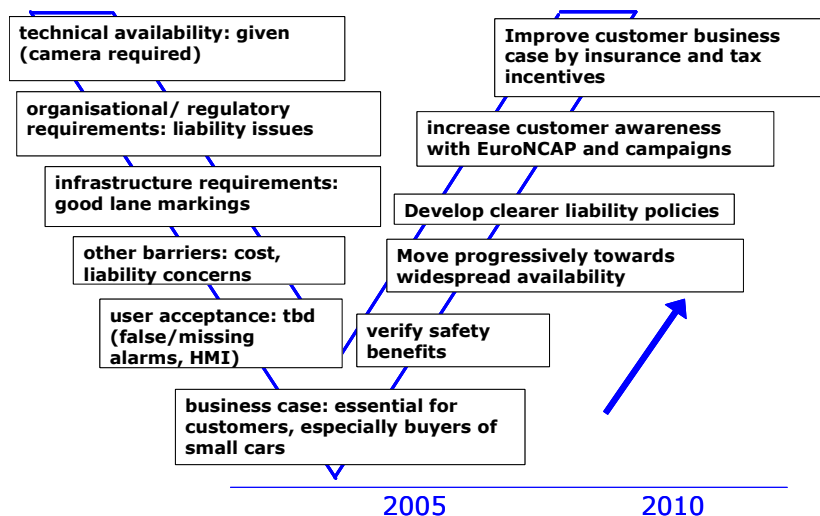 technical availability: given
(camera required)
organisational/ regulatory
requirements: liability issues
infrastructure requirements:
good lane markings
other barriers: cost,
liability concerns
user acceptance: tbd
(false/missing
alarms, HMI)
business case: essential for
customers, especially buyers of
small cars
verify safety
benefits
Move progressively towards
widespread availability
Develop clearer liability policies
increase customer awareness
with EuroNCAP and campaigns
Improve customer business
case by insurance and tax
incentives
2005
2010